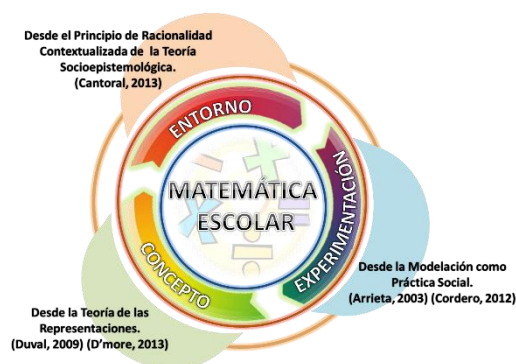 Desde el Principio de Racionalidad
Contextualizada de la Teoría
Socioepistemológica.
(Cantoral, 2013)
ENTORNO
EXPERIMENTACIÓN
MATEMÁTICA
ESCOLAR
CONCEPTO
Desde la Modelación como
Práctica Social.
(Arrieta, 2003) (Cordero, 2012)
Desde la Teoría de las
Representaciones.
(Duval, 2009) (D’more, 2013)